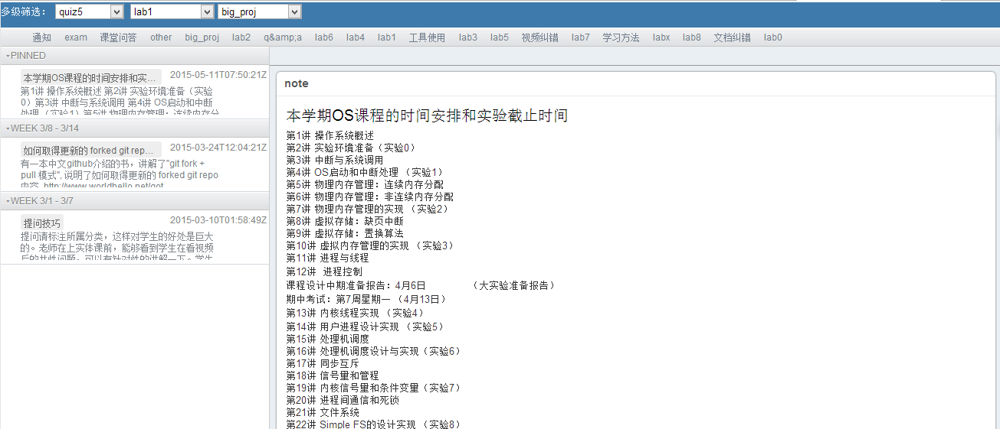 多级筛选： quiz5 lab1 big_proj
通知 exam 课堂问答 other big_proj lab2 q&amp;a lab6 lab4 lab1 工具使用 lab3 lab5 视频纠错 lab7 学习方法 labx lab8 文档纠错 lab0
PINNED
本学期OS课程的时间安排和实... 2015-05-11T07:50:21Z
第1讲 操作系统概述 第2讲 实验环境准备（实验
0）第3讲 中断与系统调用 第4讲 OS启动和中断
处理（实验1）第5讲 物理内存管理：连续内存分
WEEK 3/8 - 3/14
如何取得更新的 forked git rep... 2015-03-24T12:04:21Z
有一本中文github介绍的书，讲解了"git fork +
pull 模式", 说明了如何取得更新的 forked git repo
内容. http://www.worldhello.net/got
WEEK 3/1 - 3/7
提问技巧 2015-03-10T01:58:49Z
提问请标注所属分类，这样对学生的好处是巨大
的。老师在上实体课前，能够看到学生在看视频
后的共性问题，可以有针对性的讲解一下。学生
note
本学期OS课程的时间安排和实验截止时间
第1讲 操作系统概述
第2讲 实验环境准备（实验0）
第3讲 中断与系统调用
第4讲 OS启动和中断处理 （实验1）
第5讲 物理内存管理：连续内存分配
第6讲 物理内存管理：非连续内存分配
第7讲 物理内存管理的实现 （实验2）
第8讲 虚拟存储：缺页中断
第9讲 虚拟存储：置换算法
第10讲 虚拟内存管理的实现 （实验3）
第11讲 进程与线程
第12讲 进程控制
课程设计中期准备报告：4月6日 （大实验准备报告）
期中考试：第7周星期一 （4月13日）
第13讲 内核线程实现 （实验4）
第14讲 用户进程设计实现 （实验5）
第15讲 处理机调度
第16讲 处理机调度设计与实现（实验6）
第17讲 同步互斥
第18讲 信号量和管程
第19讲 内核信号量和条件变量（实验7）
第20讲 进程间通信和死锁
第21讲 文件系统
第22讲 Simple FS的设计实现 （实验8）